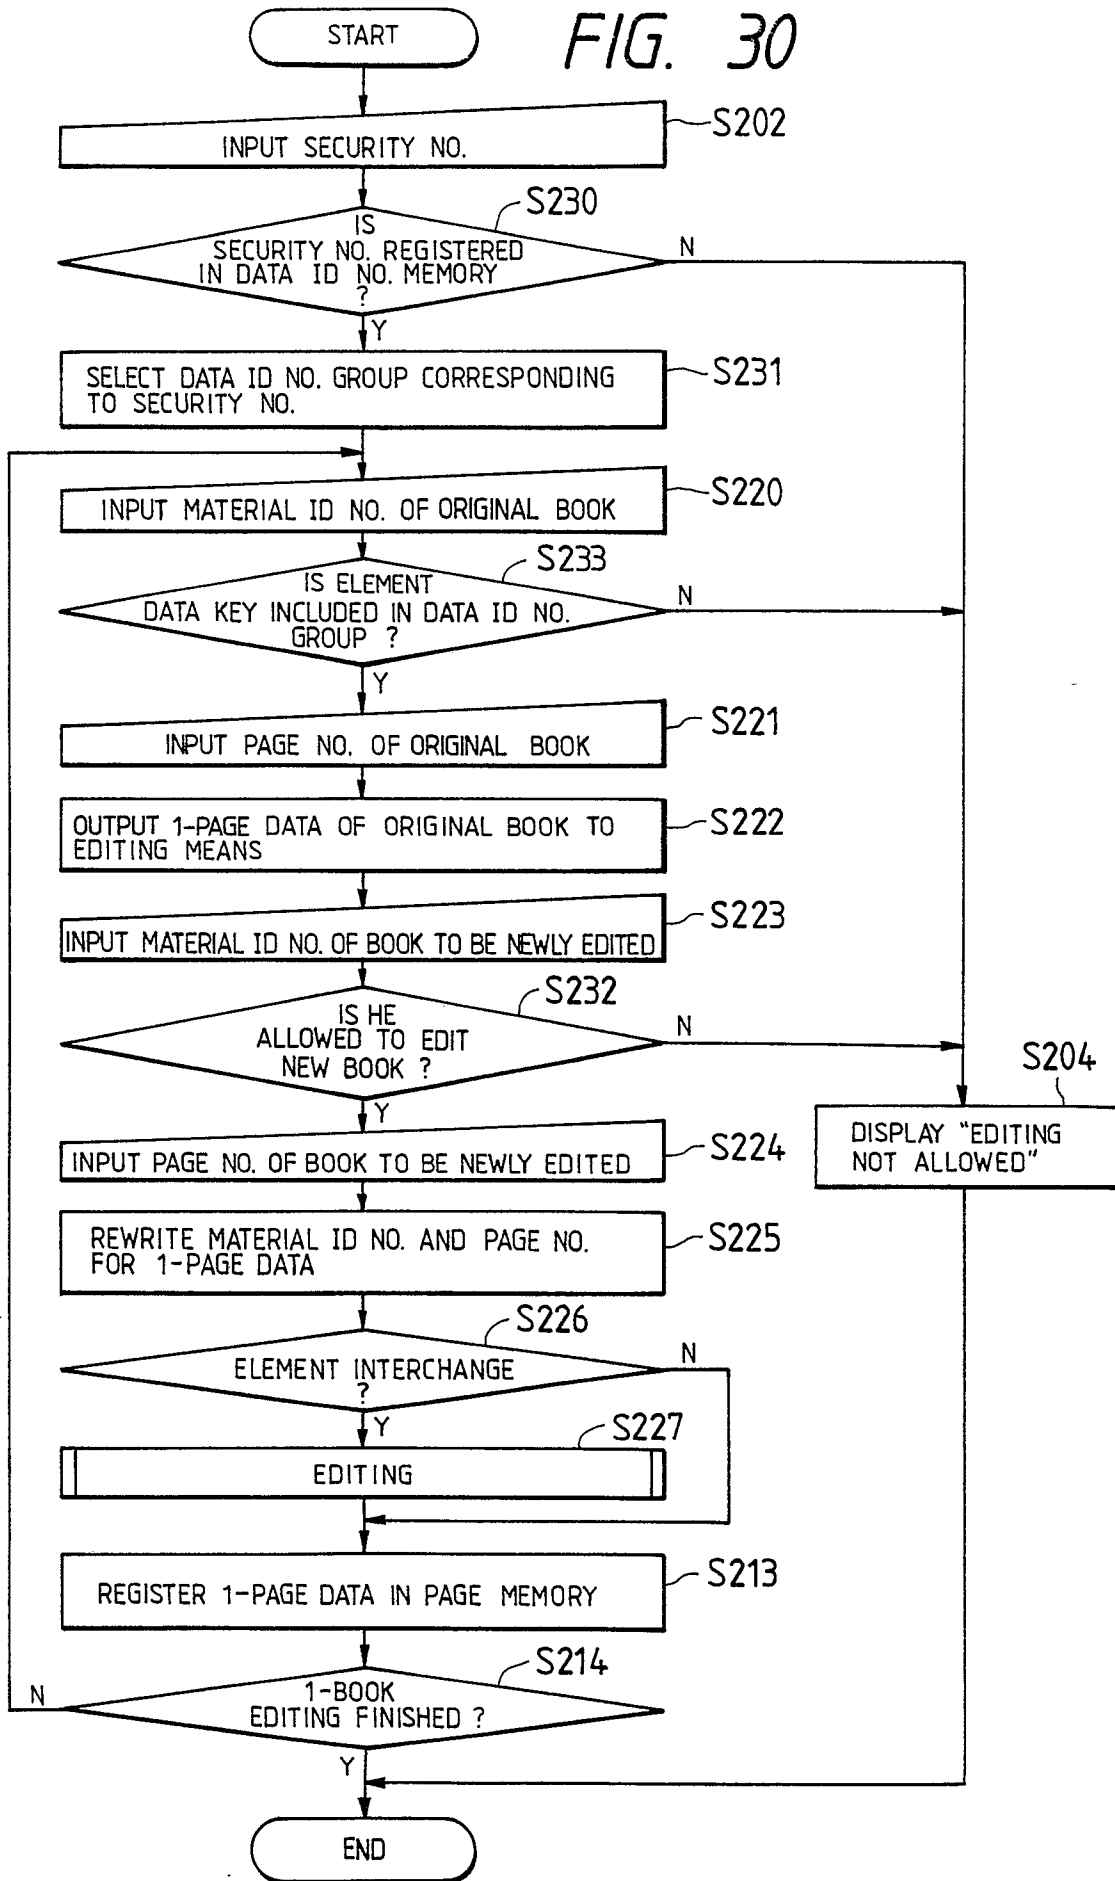 START
FIG. 30
INPUT SECURITY NO.
S202
S230
IS
SECURITY NO. REGISTERED
IN DATA ID NO. MEMORY
?
N
Y
SELECT DATA ID NO. GROUP CORRESPONDING
TO SECURITY NO.
S231
INPUT MATERIAL ID NO. OF ORIGINAL BOOK
S220
S233
IS ELEMENT
DATA KEY INCLUDED IN DATA ID NO.
GROUP ?
N
Y
INPUT PAGE NO. OF ORIGINAL BOOK
S221
OUTPUT 1-PAGE DATA OF ORIGINAL BOOK TO
EDITING MEANS
S222
INPUT MATERIAL ID NO. OF BOOK TO BE NEWLY EDITED
S223
S232
IS HE
ALLOWED TO EDIT
NEW BOOK ?
N
Y
S204
DISPLAY "EDITING
NOT ALLOWED"
INPUT PAGE NO. OF BOOK TO BE NEWLY EDITED
S224
REWRITE MATERIAL ID NO. AND PAGE NO.
FOR 1-PAGE DATA
S225
S226
ELEMENT INTERCHANGE
?
N
Y
S227
EDITING
REGISTER 1-PAGE DATA IN PAGE MEMORY
S213
S214
1-BOOK
EDITING FINISHED ?
N
Y
END